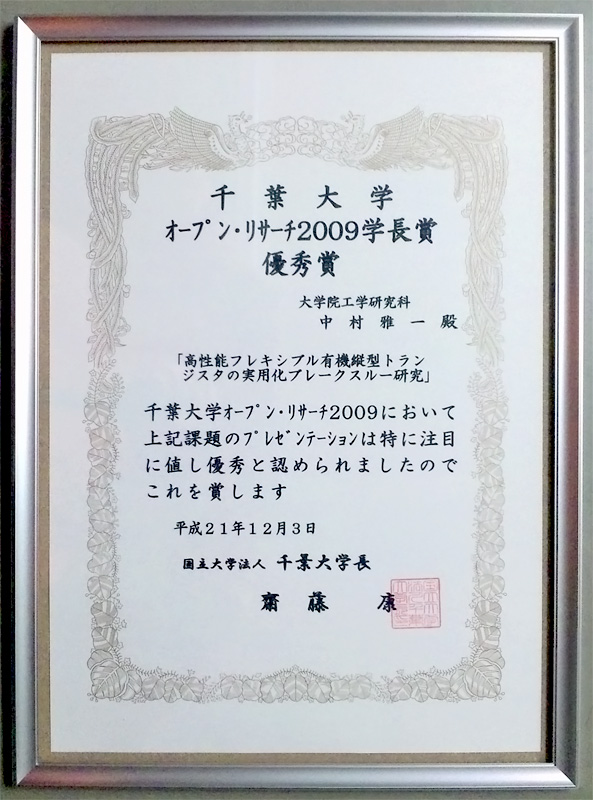 千葉大学
ｵｰﾌﾟﾝ・ﾘｻｰﾁ2009学長賞
優秀賞
大学院工学研究科
中村雅一殿
「高性能フレキシブル有機縦型トラン
ジスタの実用化ブレークスルー研究」
千葉大学ｵｰﾌﾟﾝ・ﾘｻｰﾁ2009において
上記課題のﾌﾟﾚｾﾞﾝﾃｰｼｮﾝは特に注目
に値し優秀と認められましたので
これを賞します
平成２１年１２月３日
国立大学法人 千葉大学長
齋藤 康